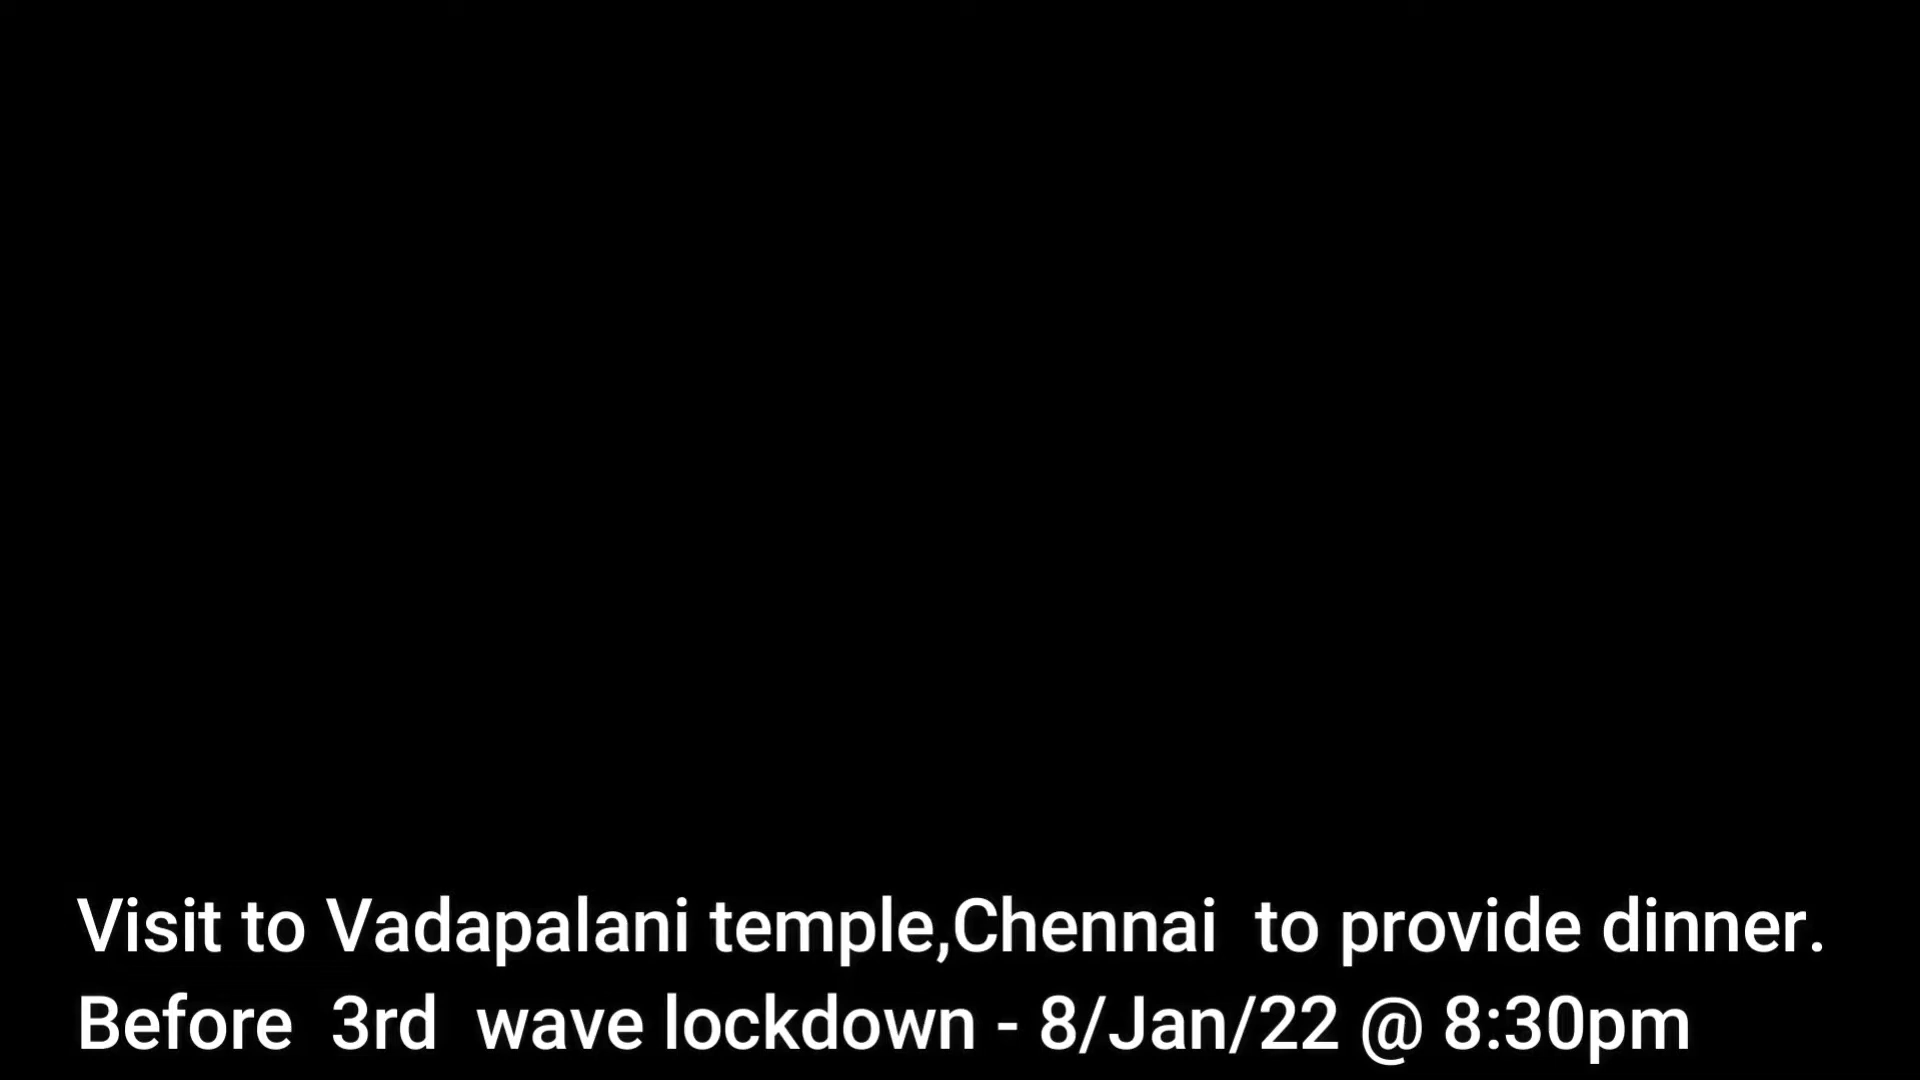 Visit to Vadapalani temple,Chennai  to provide dinner.
Before  3rd  wave lockdown - 8/Jan/22 @ 8:30pm